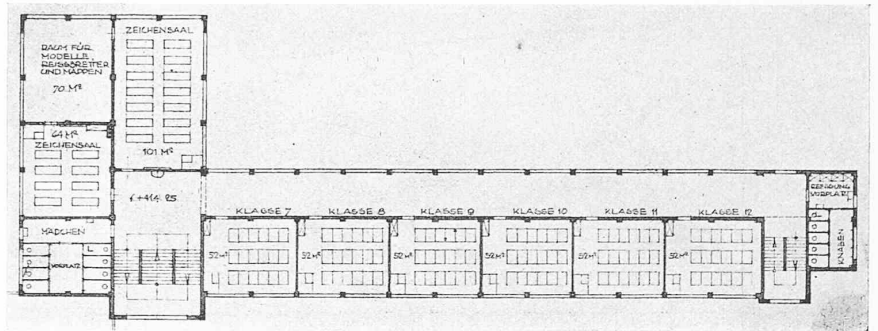 RAUM FÜR
MODELLE,
REISSBRETTER
UND MAPPEN
70 M²
ZEICHENSAAL
101 M²
64 M²
ZEICHENSAAL
MÄDCHEN
VORPLATZ
L
KLASSE 7
52 M²
KLASSE 8
52 M²
KLASSE 9
52 M²
KLASSE 10
52 M²
KLASSE 11
52 M²
KLASSE 12
52 M²
VORPLATZ
KNABEN